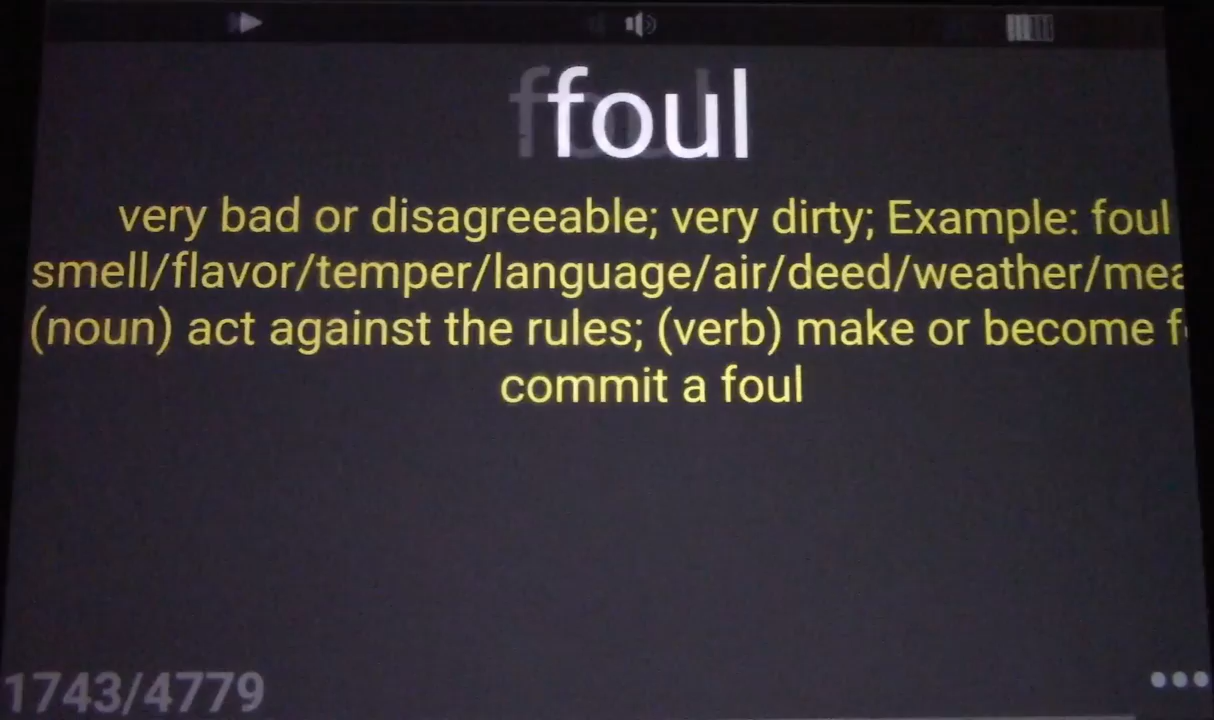 foul
very bad or disagreeable; very dirty; Example: foul
smell/flavor/temper/language/air/deed/weather/mea
(noun) act against the rules; (verb) make or become f
commit a foul
1743/4779